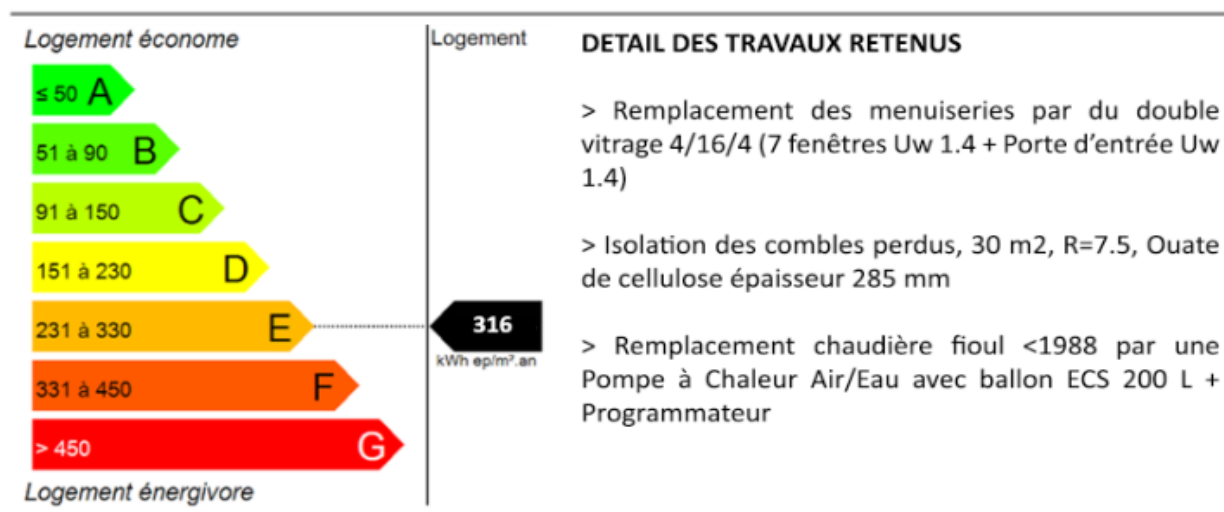 Logement économe
≤ 50 A
51 à 90 B
91 à 150 C
151 à 230 D
231 à 330 E
331 à 450 F
> 450 G
Logement énergivore
Logement
316
kWh ep/m².an
DETAIL DES TRAVAUX RETENUS
> Remplacement des menuiseries par du double
vitrage 4/16/4 (7 fenêtres Uw 1.4 + Porte d'entrée Uw
1.4)
> Isolation des combles perdus, 30 m2, R=7.5, Ouate
de cellulose épaisseur 285 mm
> Remplacement chaudière fioul <1988 par une
Pompe à Chaleur Air/Eau avec ballon ECS 200 L +
Programmateur